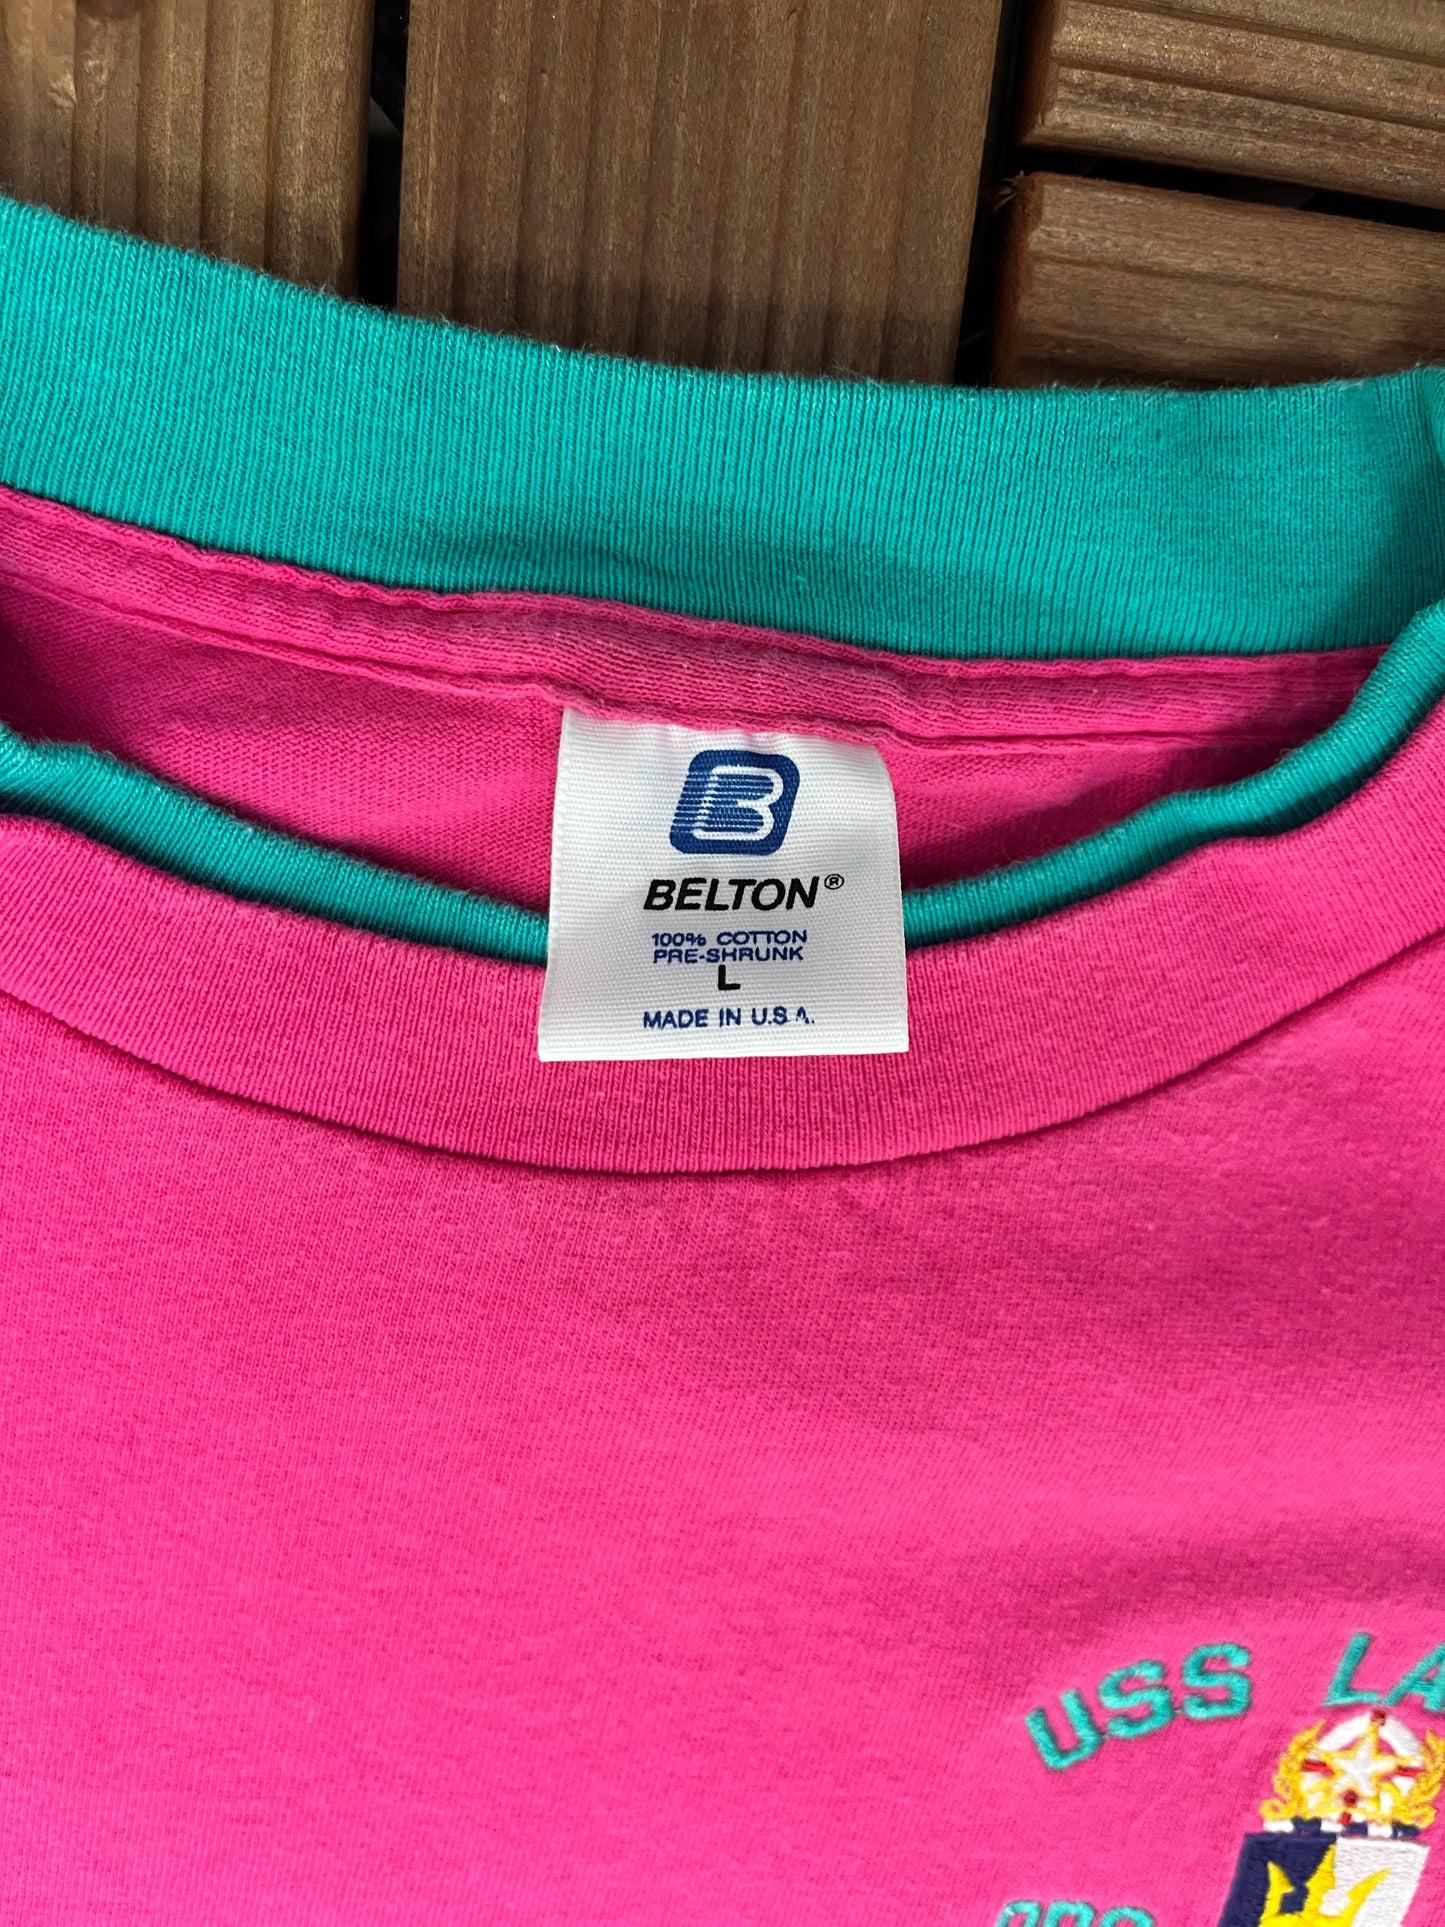 BELTON®
100% COTTON
PRE-SHRUNK
L
MADE IN U.S.A.
USS LA